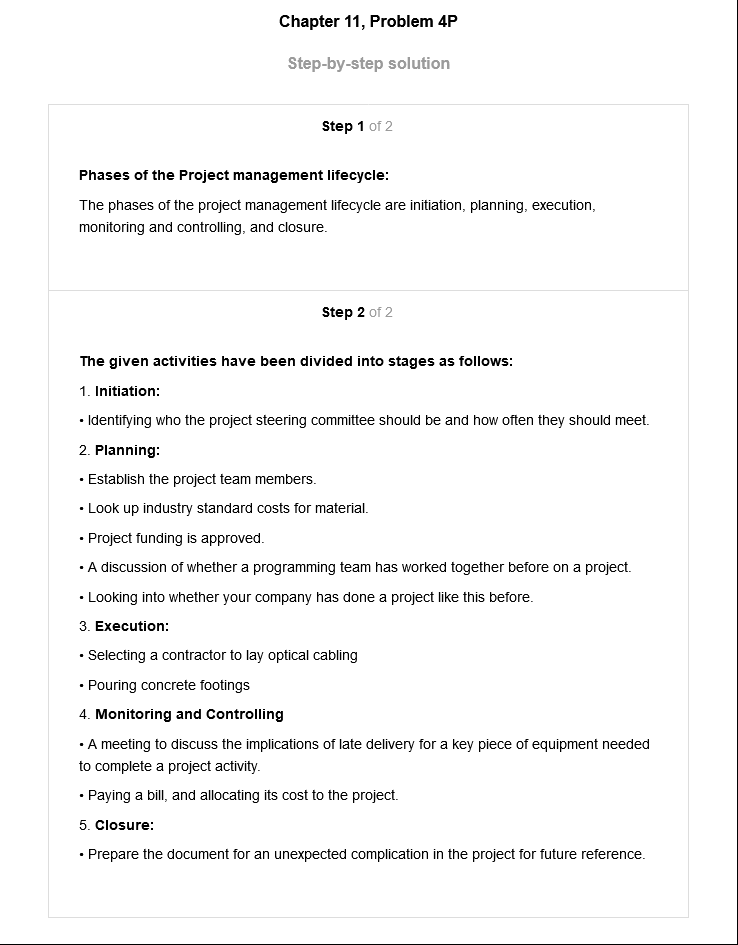 Chapter 11, Problem 4P
Step-by-step solution
Step 1 of 2
Phases of the Project management lifecycle:
The phases of the project management lifecycle are initiation, planning, execution,
monitoring and controlling, and closure.
Step 2 of 2
The given activities have been divided into stages as follows:
1. Initiation:
• Identifying who the project steering committee should be and how often they should meet.
2. Planning:
• Establish the project team members.
• Look up industry standard costs for material.
• Project funding is approved.
• A discussion of whether a programming team has worked together before on a project.
• Looking into whether your company has done a project like this before.
3. Execution:
• Selecting a contractor to lay optical cabling
• Pouring concrete footings
4. Monitoring and Controlling
• A meeting to discuss the implications of late delivery for a key piece of equipment needed
to complete a project activity.
• Paying a bill, and allocating its cost to the project.
5. Closure:
• Prepare the document for an unexpected complication in the project for future reference.